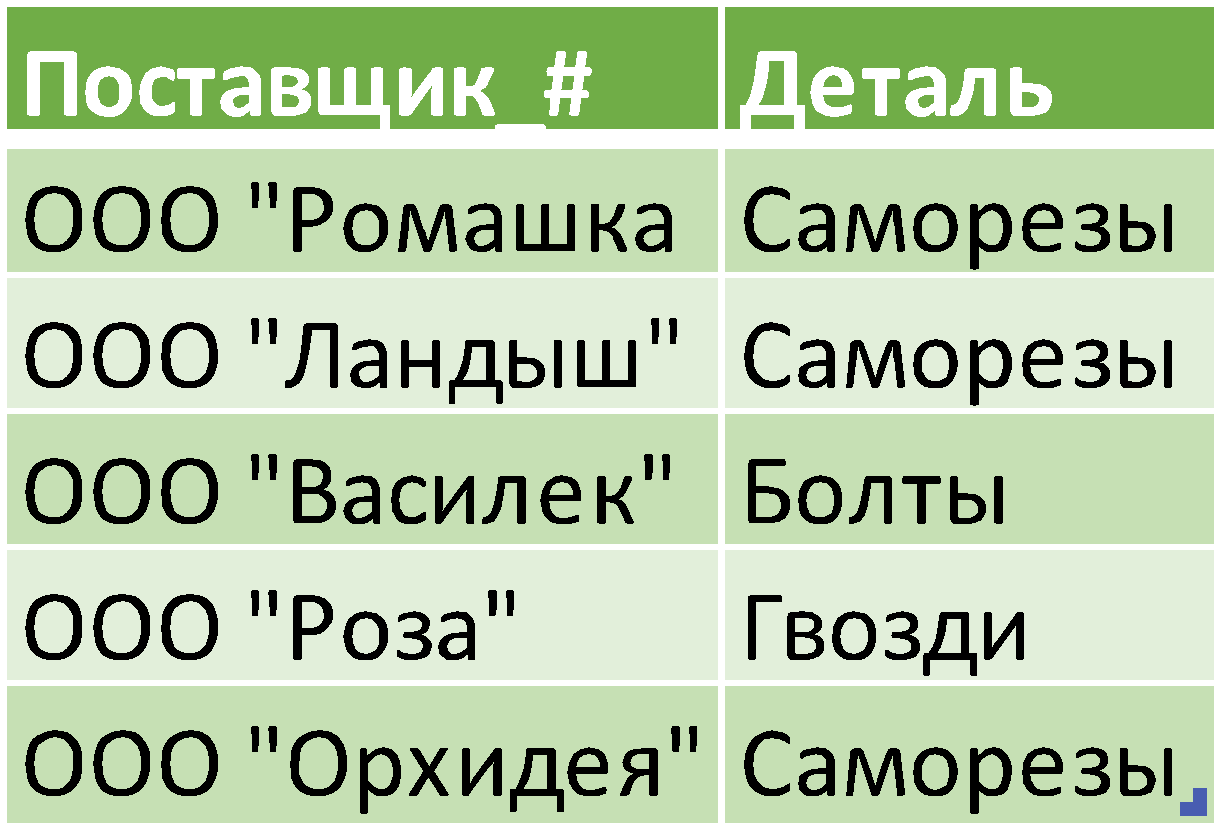 Поставщик_# Деталь
ООО "Ромашка Саморезы
ООО "Ландыш" Саморезы
ООО "Василек" Болты
ООО "Роза" Гвозди
ООО "Орхидея" Саморезы